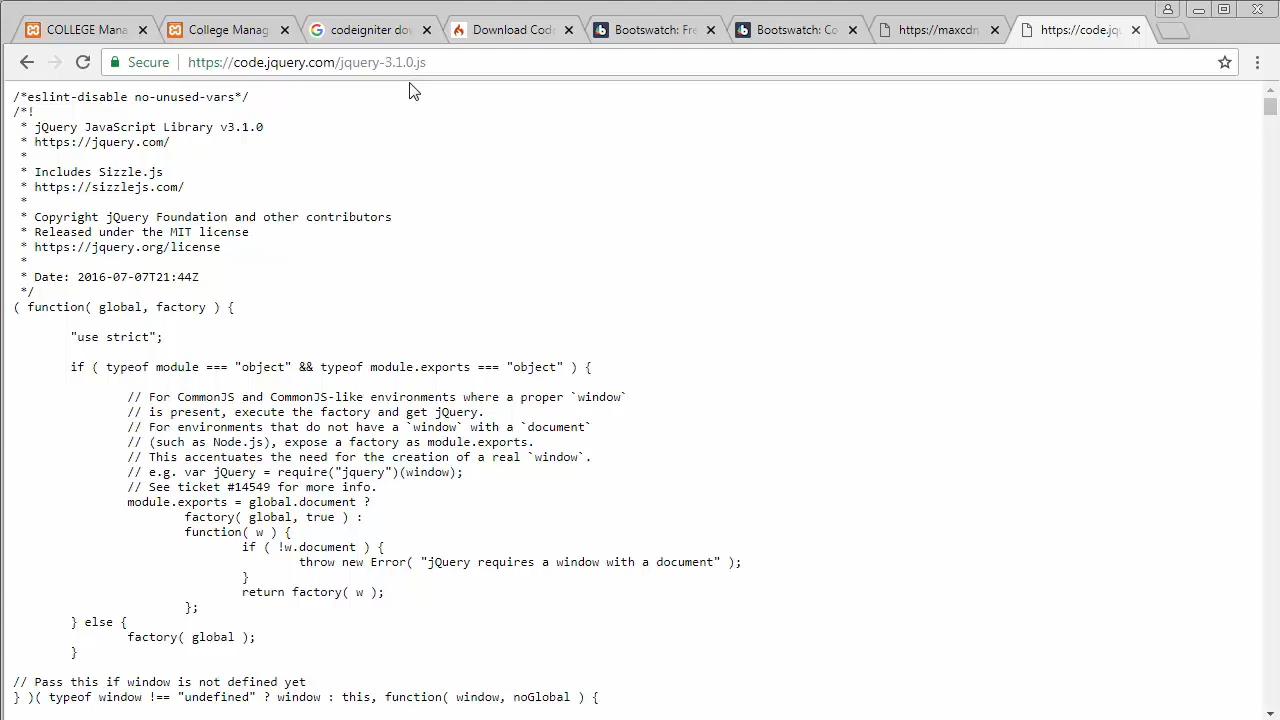 COLLEGE Mana
College Manag
codeigniter do
Download Cod
Bootswatch: Fre
Bootswatch: Co
https://maxcdn
https://code.jq
Secure
https://code.jquery.com/jquery-3.1.0.js
/*eslint-disable no-unused-vars*/
/*!
* jQuery JavaScript Library v3.1.0
* https://jquery.com/
*
* Includes Sizzle.js
* https://sizzlejs.com/
*
* Copyright jQuery Foundation and other contributors
* Released under the MIT license
* https://jquery.org/license
*
* Date: 2016-07-07T21:44Z
*/
( function( global, factory ) {
"use strict";
if ( typeof module === "object" && typeof module.exports === "object" ) {
// For CommonJS and CommonJS-like environments where a proper `window`
// is present, execute the factory and get jQuery.
// For environments that do not have a `window` with a `document`
// (such as Node.js), expose a factory as module.exports.
// This accentuates the need for the creation of a real `window`.
// e.g. var jQuery = require("jquery")(window);
// See ticket #14549 for more info.
module.exports = global.document ?
factory( global, true ) :
function( w ) {
if ( !w.document ) {
throw new Error( "jQuery requires a window with a document" );
}
return factory( w );
};
} else {
factory( global );
}
// Pass this if window is not defined yet
} )( typeof window !== "undefined" ? window : this, function( window, noGlobal ) {